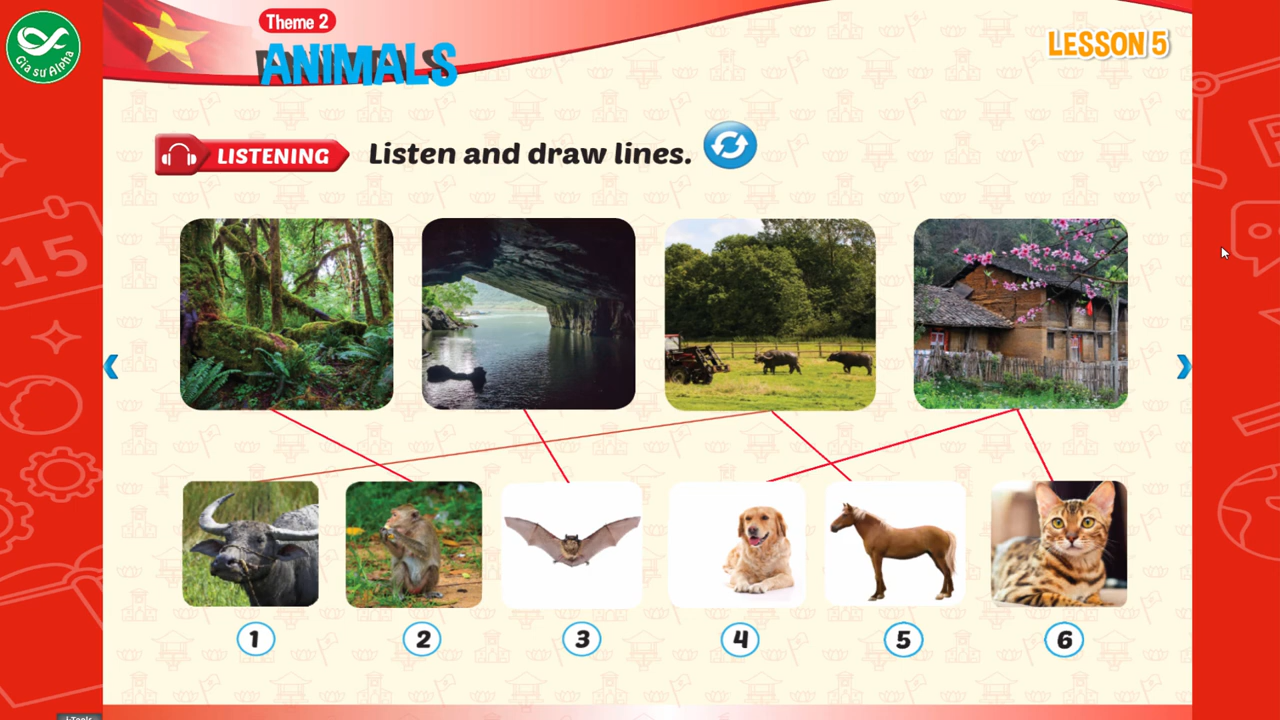 Gia sư Alpha
Theme 2
ANIMALS
LESSON 5
LISTENING
Listen and draw lines.
15
1
2
3
4
5
6